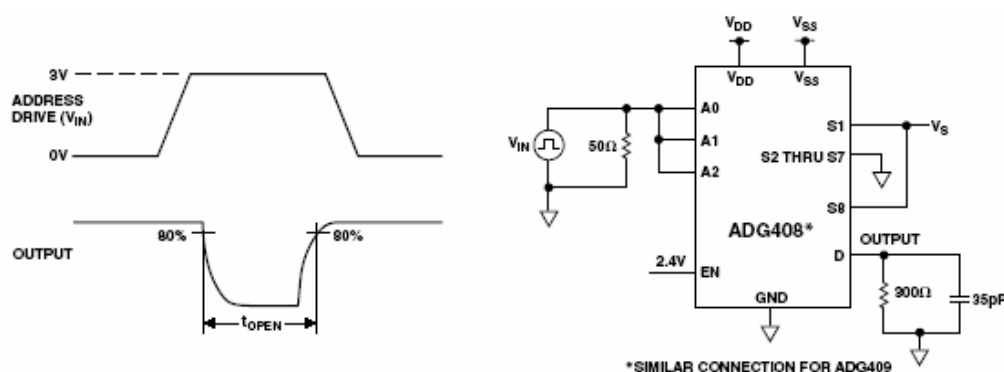 3V
ADDRESS
DRIVE (VIN)
0V
80%
80%
OUTPUT
tOPEN
VDD
VSS
VDD
VSS
VIN
50Ω
A0
A1
A2
S1
VS
S2 THRU S7
S8
ADG408*
OUTPUT
D
2.4V
EN
GND
300Ω
35pF
*SIMILAR CONNECTION FOR ADG409